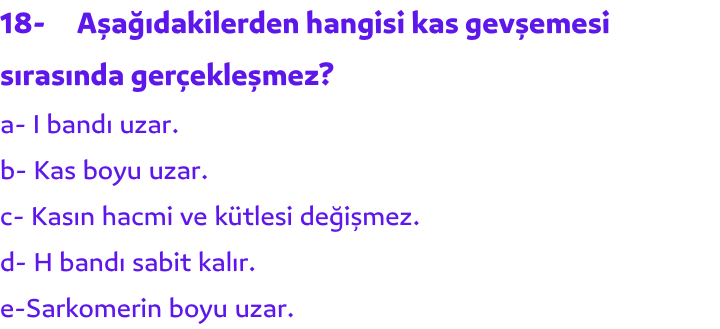 18- Aşağıdakilerden hangisi kas gevşemesi
sırasında gerçekleşmez?
a- I bandı uzar.
b- Kas boyu uzar.
c- Kasın hacmi ve kütlesi değişmez.
d- H bandı sabit kalır.
e-Sarkomerin boyu uzar.